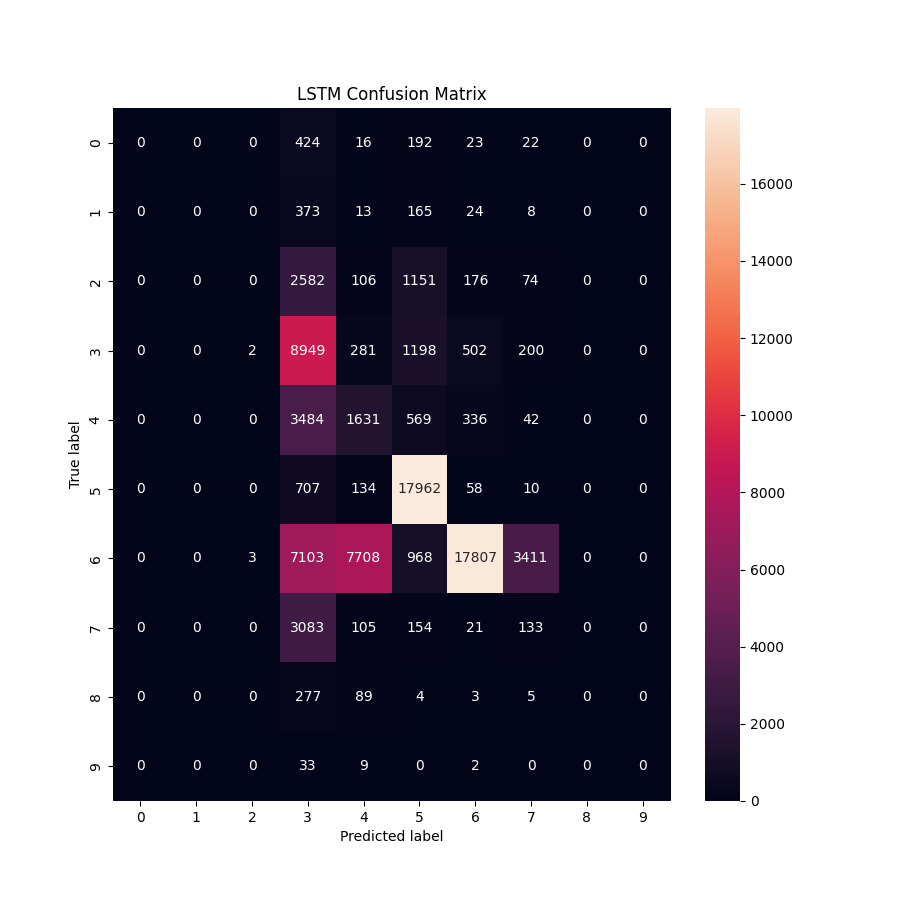 LSTM Confusion Matrix
0 0 0 0 424 16 192 23 22 0 0
1 0 0 0 373 13 165 24 8 0 0
2 0 0 0 2582 106 1151 176 74 0 0
3 0 0 2 8949 281 1198 502 200 0 0
4 0 0 0 3484 1631 569 336 42 0 0
5 0 0 0 707 134 17962 58 10 0 0
6 0 0 3 7103 7708 968 17807 3411 0 0
7 0 0 0 3083 105 154 21 133 0 0
8 0 0 0 277 89 4 3 5 0 0
9 0 0 0 33 9 0 2 0 0 0
0 1 2 3 4 5 6 7 8 9
Predicted label
True label
16000
14000
12000
10000
8000
6000
4000
2000
0